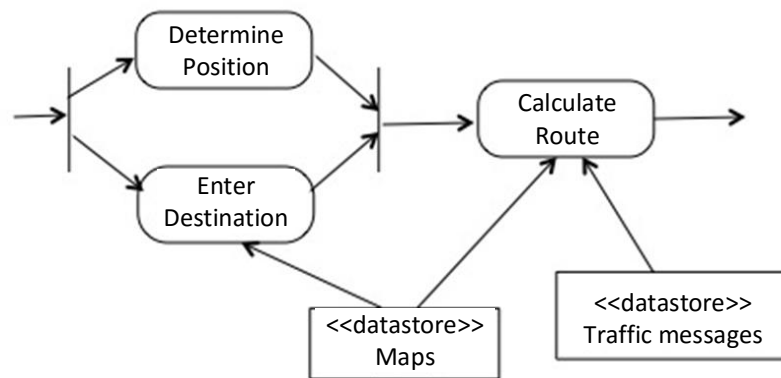 Determine
Position
Calculate
Route
Enter
Destination
<<datastore>>
Maps
<<datastore>>
Traffic messages